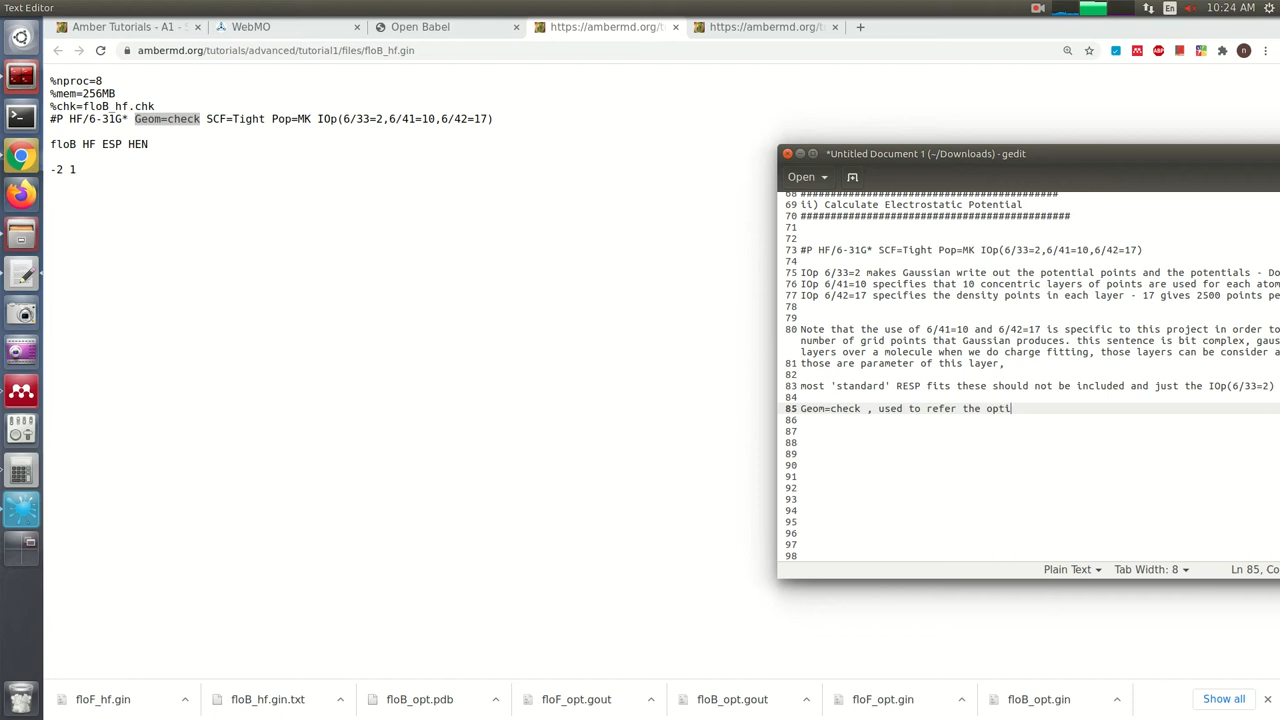 Text Editor
En
10:24 AM
Amber Tutorials - A1 - S
WebMO
Open Babel
https://ambermd.org/tu
https://ambermd.org/tu
ambermd.org/tutorials/advanced/tutorial1/files/floB_hf.gin
n
%nproc=8
%mem=256MB
%chk=floB_hf.chk
#P HF/6-31G* Geom=check SCF=Tight Pop=MK IOp(6/33=2,6/41=10,6/42=17)
floB HF ESP HEN
-2 1
*Untitled Document 1 (~/Downloads) - gedit
Open
68 ###########################################
69 ii) Calculate Electrostatic Potential
70 #############################################
71
72
73 #P HF/6-31G* SCF=Tight Pop=MK IOp(6/33=2,6/41=10,6/42=17)
74
75 IOp 6/33=2 makes Gaussian write out the potential points and the potentials - Do
76 IOp 6/41=10 specifies that 10 concentric layers of points are used for each atom
77 IOp 6/42=17 specifies the density points in each layer - 17 gives 2500 points pe
78
79
80 Note that the use of 6/41=10 and 6/42=17 is specific to this project in order to
number of grid points that Gaussian produces. this sentence is bit complex, gaus
layers over a molecule when we do charge fitting, those layers can be consider a
81 those are parameter of this layer,
82
83 most 'standard' RESP fits these should not be included and just the IOp(6/33=2)
84
85 Geom=check , used to refer the opti
86
87
88
89
90
91
92
93
94
95
96
97
98
Plain Text
Tab Width: 8
Ln 85, Co
floF_hf.gin
floB_hf.gin.txt
floB_opt.pdb
floF_opt.gout
floB_opt.gout
floF_opt.gin
floB_opt.gin
Show all